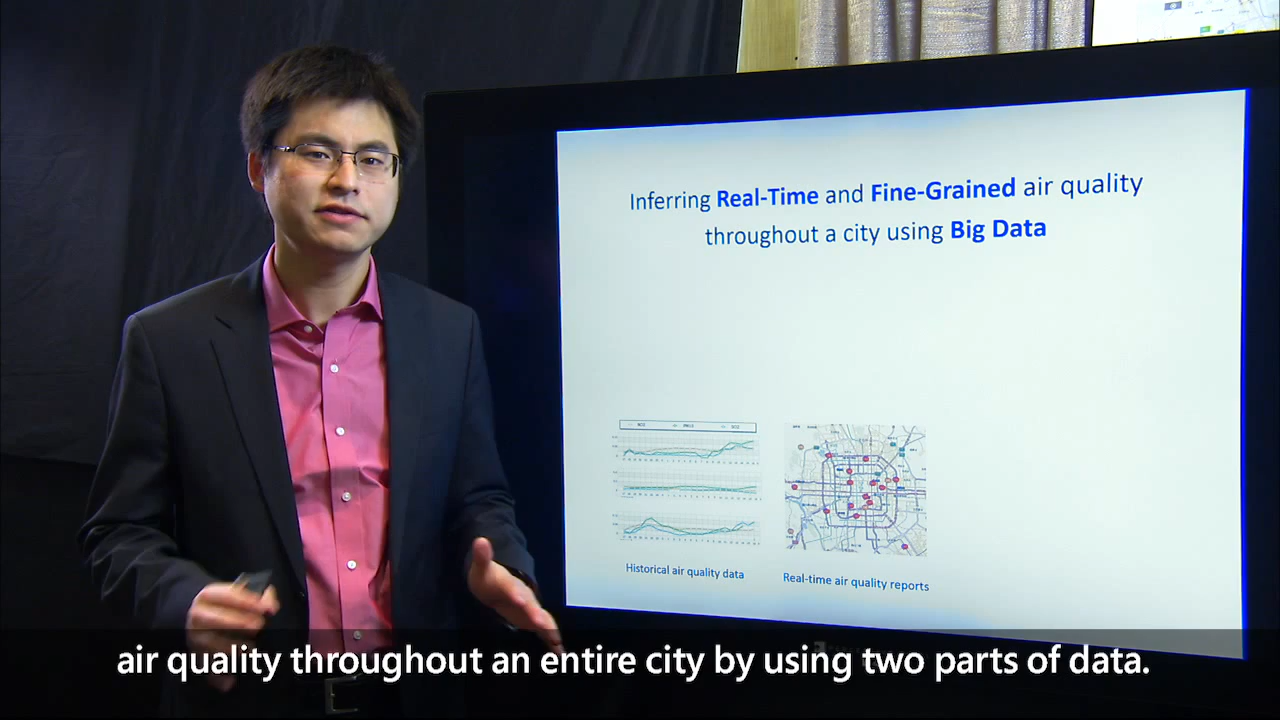 Inferring Real-Time and Fine-Grained air quality
throughout a city using Big Data
Historical air quality data
Real-time air quality reports
air quality throughout an entire city by using two parts of data.